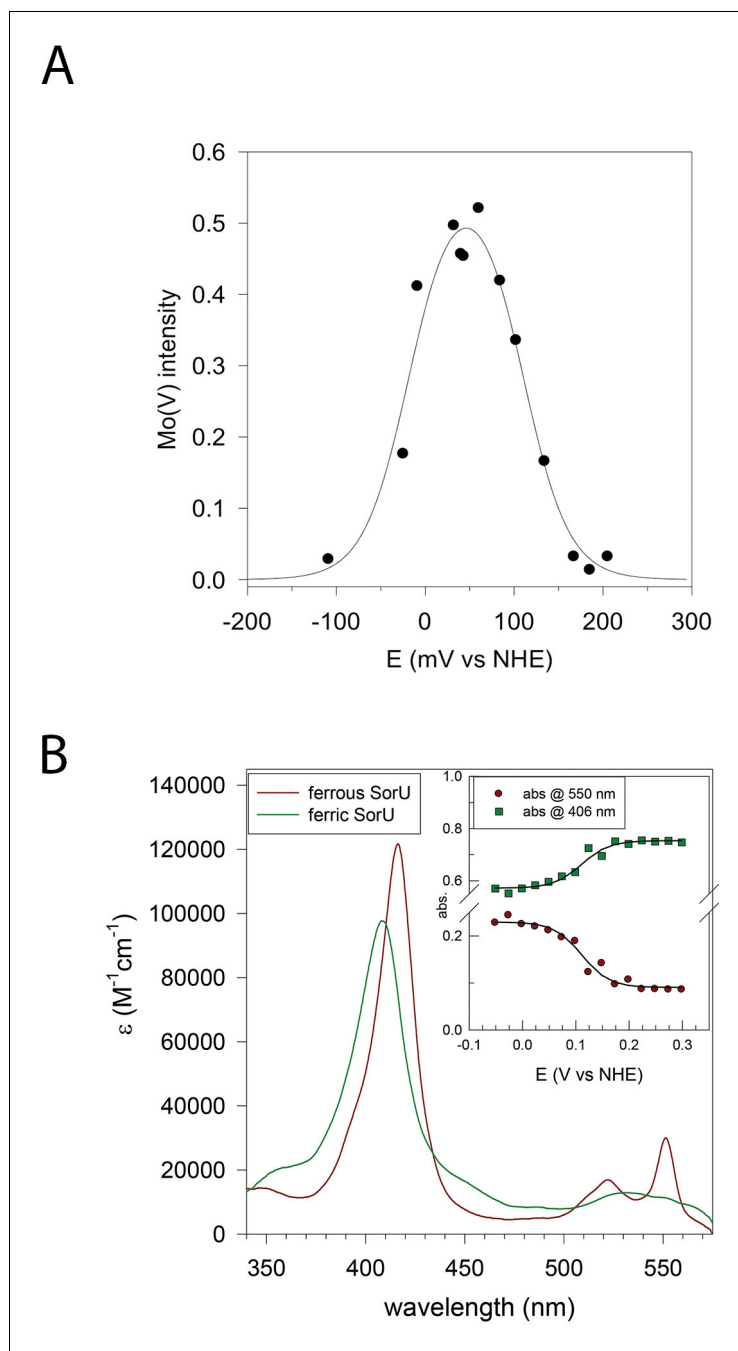 A
0.6
0.5
0.4
0.3
0.2
0.1
0.0
Mo(V) intensity
-200 -100 0 100 200 300
E (mV vs NHE)
B
140000
120000
100000
80000
60000
40000
20000
0
ε (M⁻¹cm⁻¹)
ferrous SorU
ferric SorU
1.0
abs @ 550 nm
abs @ 406 nm
0.8
0.6
abs.
0.2
0.0
-0.1 0.0 0.1 0.2 0.3
E (V vs NHE)
350 400 450 500 550
wavelength (nm)